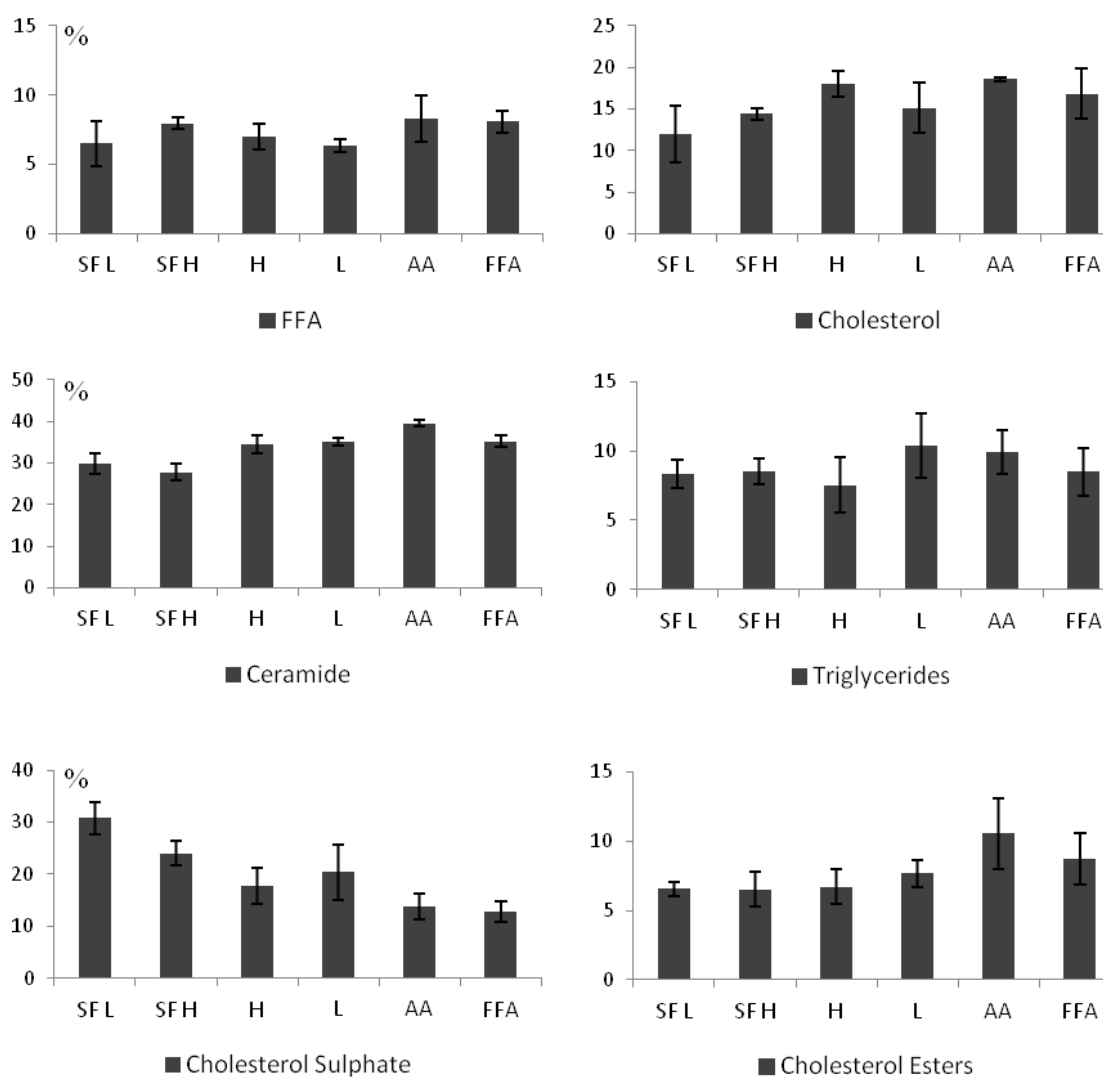 15
%
10
5
0
SF L SF H H L AA FFA
FFA
25
20
15
10
5
0
SF L SF H H L AA FFA
Cholesterol
50
%
40
30
20
10
0
SF L SF H H L AA FFA
Ceramide
15
10
5
0
SF L SF H H L AA FFA
Triglycerides
40
%
30
20
10
0
SF L SF H H L AA FFA
Cholesterol Sulphate
15
10
5
0
SF L SF H H L AA FFA
Cholesterol Esters